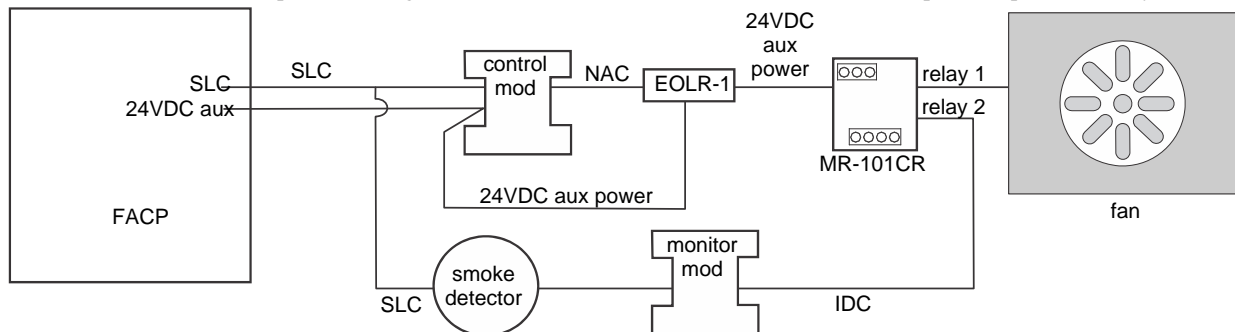 24VDC
aux
power
SLC
SLC
24VDC aux
control
mod
NAC
EOLR-1
relay 1
relay 2
MR-101CR
24VDC aux power
FACP
fan
smoke
detector
SLC
monitor
mod
IDC